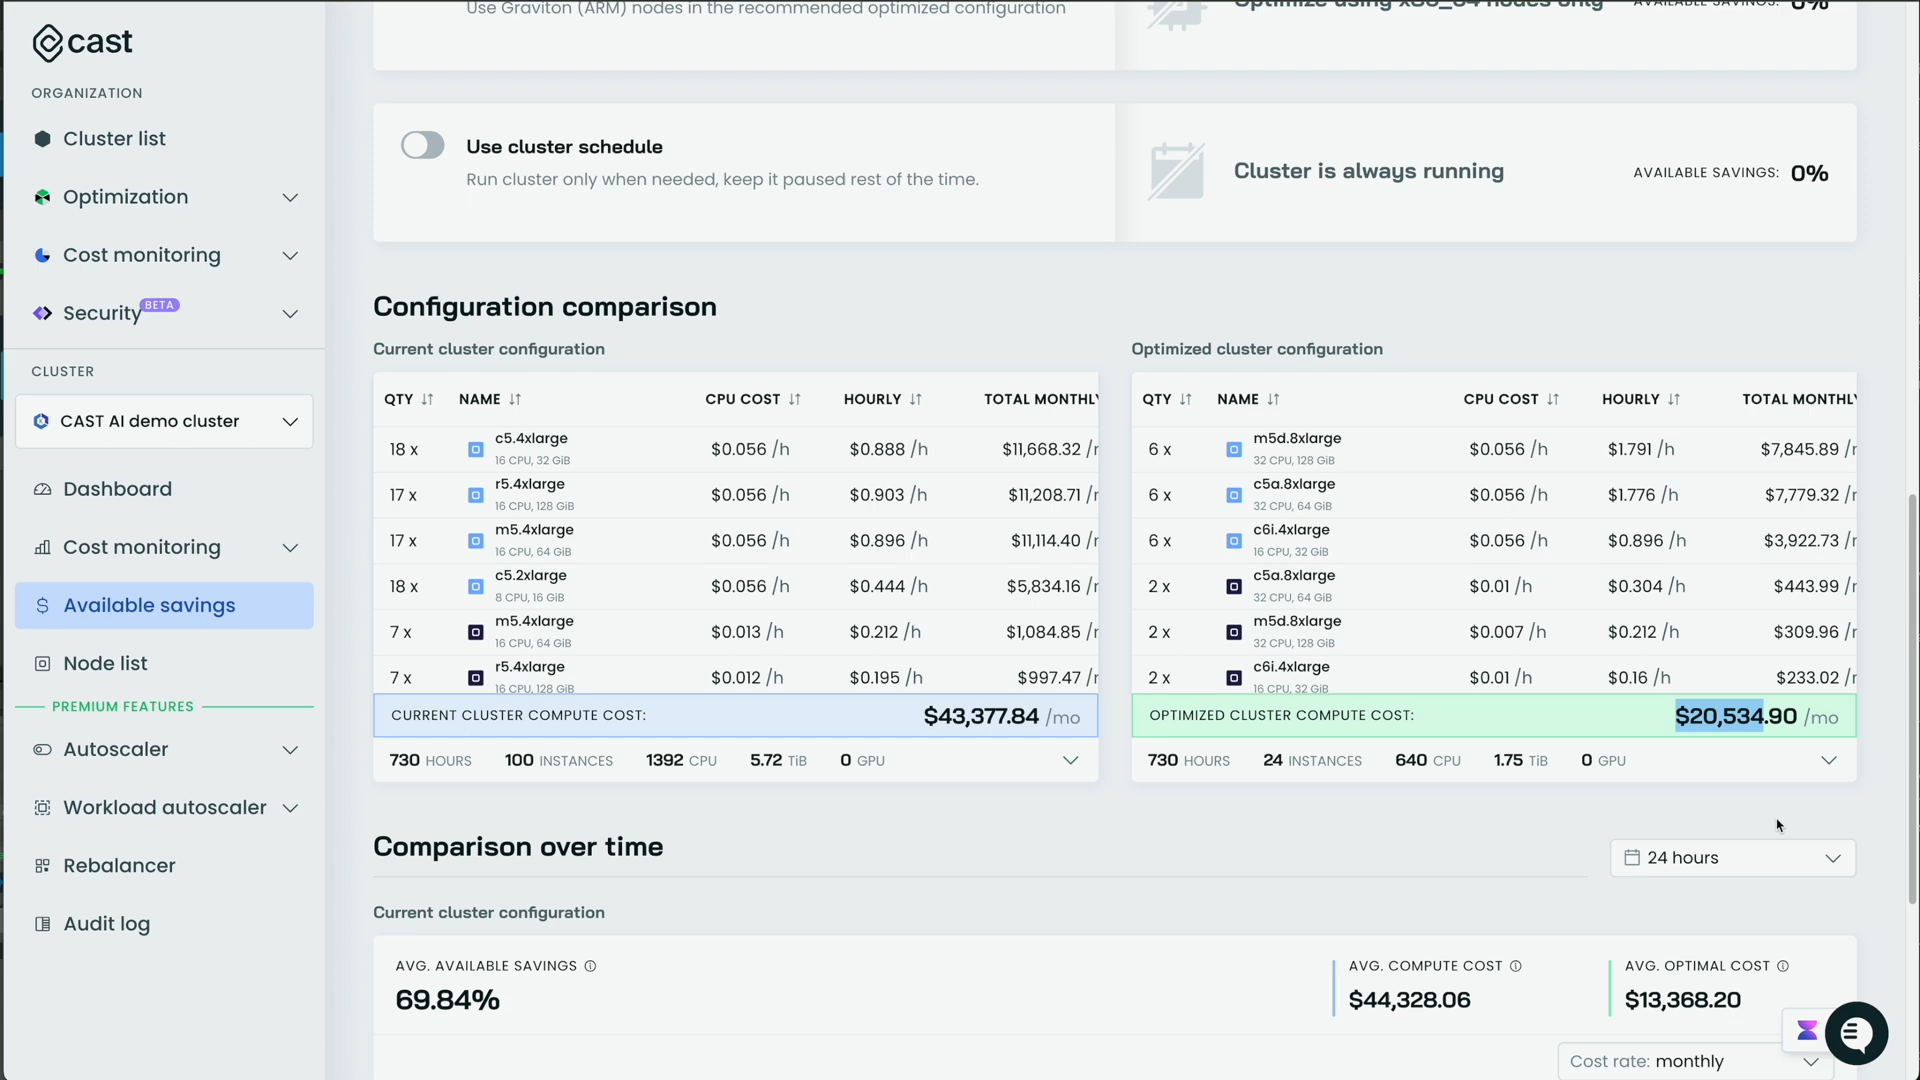 Use Graviton (ARM) nodes in the recommended optimized configuration
Optimize using x86_64 nodes only
AVAILABLE SAVINGS: 0%
cast
ORGANIZATION
Cluster list
Optimization
Cost monitoring
Security BETA
CLUSTER
CAST AI demo cluster
Dashboard
Cost monitoring
Available savings
Node list
PREMIUM FEATURES
Autoscaler
Workload autoscaler
Rebalancer
Audit log
Use cluster schedule
Run cluster only when needed, keep it paused rest of the time.
Cluster is always running
AVAILABLE SAVINGS: 0%
Configuration comparison
Current cluster configuration
QTY NAME CPU COST HOURLY TOTAL MONTHLY
18 x c5.4xlarge $0.056 /h $0.888 /h $11,668.32 /
16 CPU, 32 GiB
17 x r5.4xlarge $0.056 /h $0.903 /h $11,208.71 /
16 CPU, 128 GiB
17 x m5.4xlarge $0.056 /h $0.896 /h $11,114.40 /
16 CPU, 64 GiB
18 x c5.2xlarge $0.056 /h $0.444 /h $5,834.16 /
8 CPU, 16 GiB
7 x m5.4xlarge $0.013 /h $0.212 /h $1,084.85 /
16 CPU, 64 GiB
7 x r5.4xlarge $0.012 /h $0.195 /h $997.47 /
16 CPU, 128 GiB
CURRENT CLUSTER COMPUTE COST: $43,377.84 /mo
730 HOURS 100 INSTANCES 1392 CPU 5.72 TiB 0 GPU
Optimized cluster configuration
QTY NAME CPU COST HOURLY TOTAL MONTHLY
6 x m5d.8xlarge $0.056 /h $1.791 /h $7,845.89 /
32 CPU, 128 GiB
6 x c5a.8xlarge $0.056 /h $1.776 /h $7,779.32 /
32 CPU, 64 GiB
6 x c6i.4xlarge $0.056 /h $0.896 /h $3,922.73 /
16 CPU, 32 GiB
2 x c5a.8xlarge $0.01 /h $0.304 /h $443.99 /
32 CPU, 64 GiB
2 x m5d.8xlarge $0.007 /h $0.212 /h $309.96 /
32 CPU, 128 GiB
2 x c6i.4xlarge $0.01 /h $0.16 /h $233.02 /
16 CPU, 32 GiB
OPTIMIZED CLUSTER COMPUTE COST: $20,534.90 /mo
730 HOURS 24 INSTANCES 640 CPU 1.75 TiB 0 GPU
Comparison over time
24 hours
Current cluster configuration
AVG. AVAILABLE SAVINGS
69.84%
AVG. COMPUTE COST
$44,328.06
AVG. OPTIMAL COST
$13,368.20
Cost rate: monthly